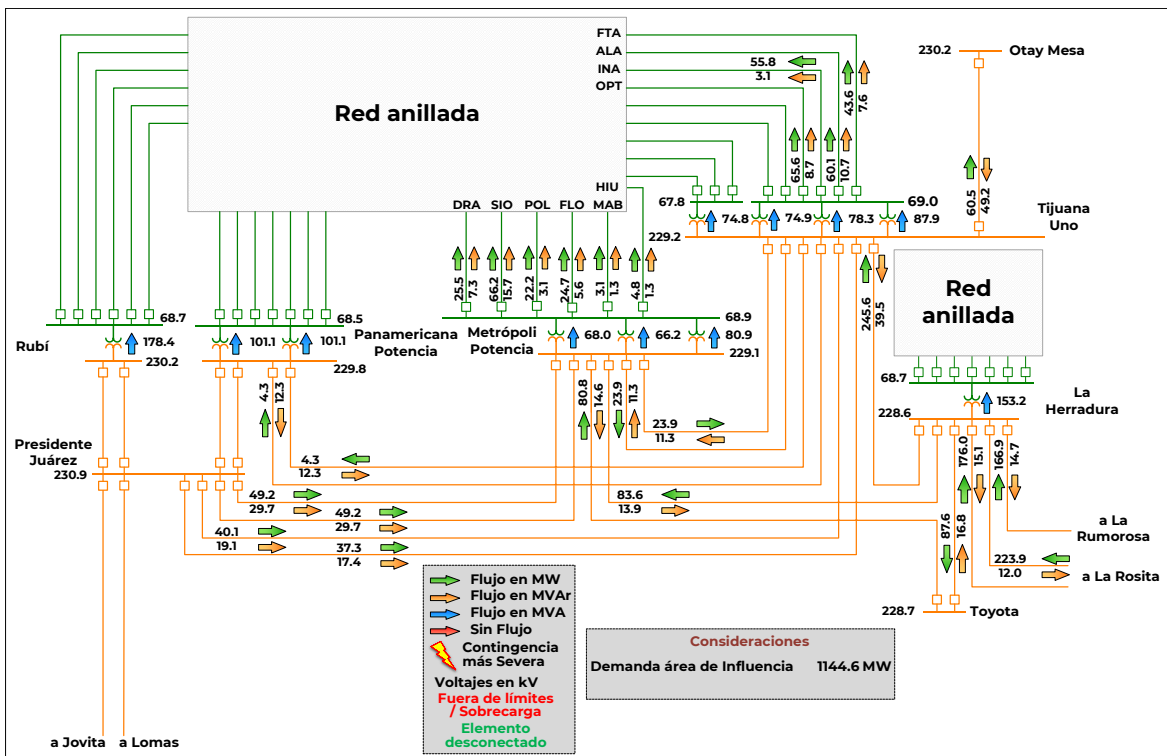 FTA
ALA
INA
OPT
Red anillada
HIU
DRA SIO POL FLO MAB
55.8
3.1
43.6
7.6
65.6
8.7
60.1
10.7
230.2
Otay Mesa
60.5
49.2
67.8
69.0
74.8
74.9
78.3
87.9
229.2
Tijuana
Uno
25.5
7.3
66.2
15.7
22.2
3.1
24.7
5.6
3.1
1.3
4.8
1.3
245.6
39.5
Red
anillada
68.7
Rubí
178.4
230.2
68.5
101.1
101.1
Panamericana
Potencia
229.8
Metrópoli
Potencia
68.9
68.0
66.2
80.9
229.1
68.7
153.2
La
Herradura
228.6
4.3
12.3
80.8
14.6
23.9
11.3
23.9
11.3
176.0
15.1
166.9
14.7
Presidente
Juárez
230.9
4.3
12.3
49.2
29.7
49.2
29.7
83.6
13.9
40.1
19.1
37.3
17.4
87.6
16.8
a La
Rumorosa
223.9
12.0
a La Rosita
228.7
Toyota
Flujo en MW
Flujo en MVAr
Flujo en MVA
Sin Flujo
Contingencia
más Severa
Voltajes en kV
Fuera de límites
/ Sobrecarga
Elemento
desconectado
Consideraciones
Demanda área de Influencia 1144.6 MW
a Jovita a Lomas